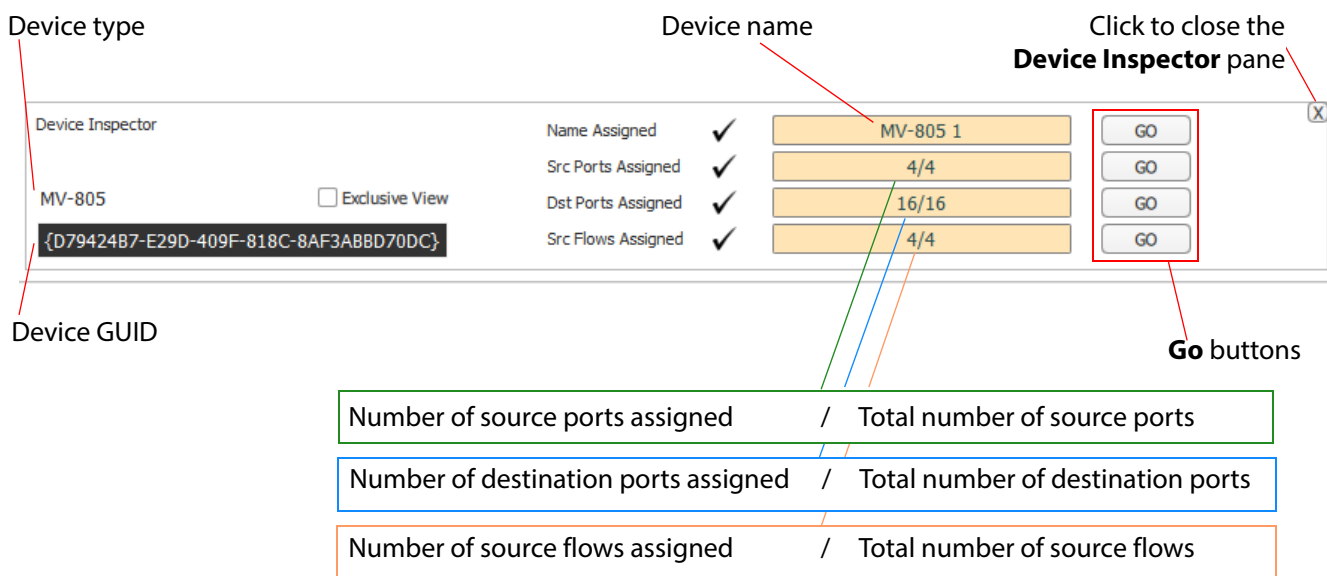 Device type
Device name
Click to close the
Device Inspector pane
X
Device Inspector
Name Assigned ✓ MV-805 1 GO
Src Ports Assigned ✓ 4/4 GO
MV-805 Exclusive View Dst Ports Assigned ✓ 16/16 GO
{D79424B7-E29D-409F-818C-8AF3ABBD70DC} Src Flows Assigned ✓ 4/4 GO
Device GUID
Go buttons
Number of source ports assigned / Total number of source ports
Number of destination ports assigned / Total number of destination ports
Number of source flows assigned / Total number of source flows